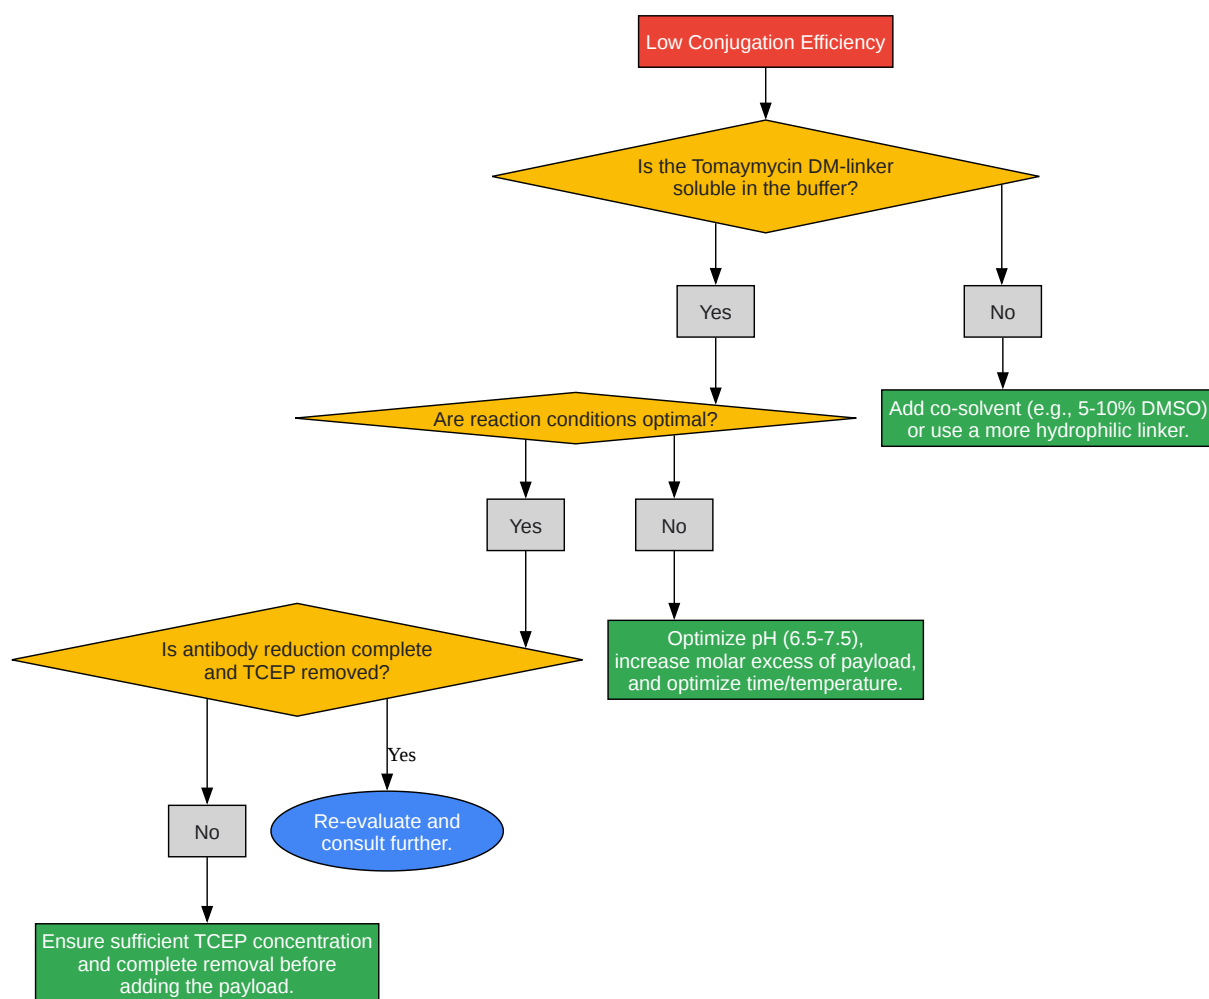 Low Conjugation Efficiency
Is the Tomaymycin DM-linker
soluble in the buffer?
Yes
No
Are reaction conditions optimal?
Add co-solvent (e.g., 5-10% DMSO)
or use a more hydrophilic linker.
Yes
No
Is antibody reduction complete
and TCEP removed?
Optimize pH (6.5-7.5),
increase molar excess of payload,
and optimize time/temperature.
Yes
No
Re-evaluate and
consult further.
Ensure sufficient TCEP concentration
and complete removal before
adding the payload.